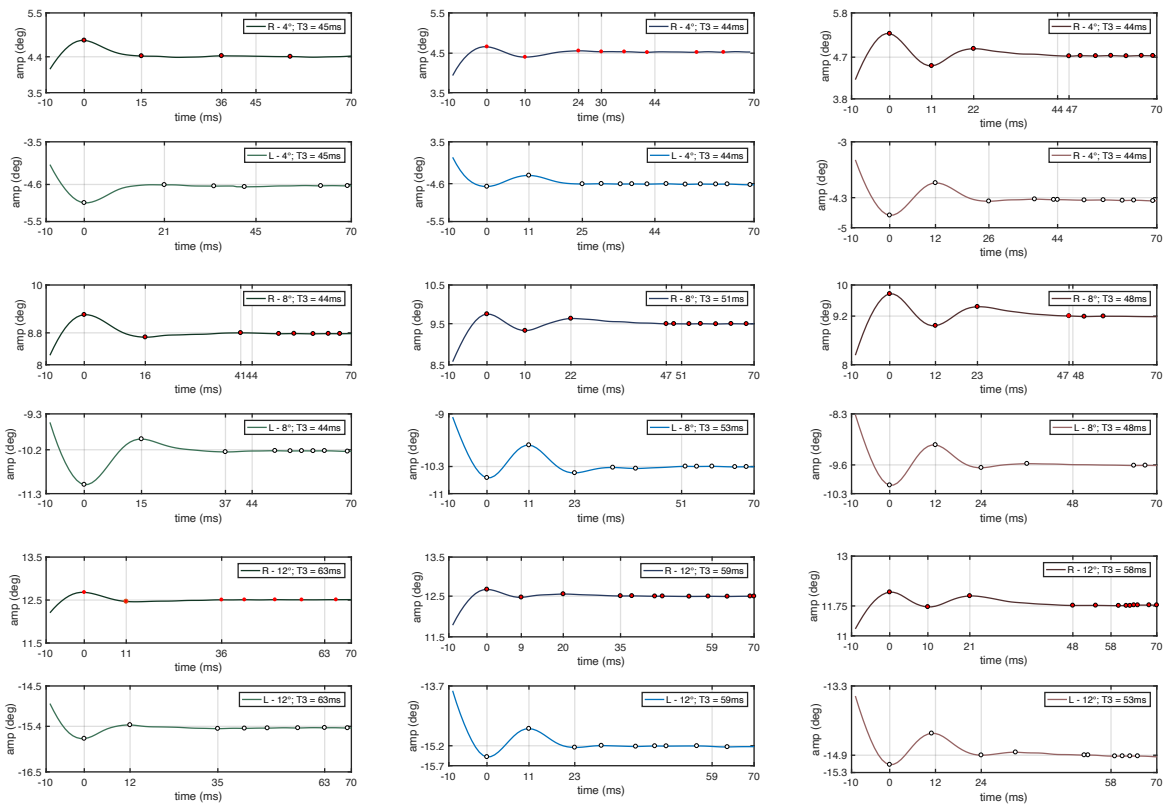 R - 4°; T3 = 45ms
amp (deg)
5.5
4.4
3.5
-10 0 15 36 45 70
time (ms)
R - 4°; T3 = 44ms
amp (deg)
5.5
4.5
3.5
-10 0 10 24 30 44 70
time (ms)
R - 4°; T3 = 44ms
amp (deg)
5.5
4.7
3.8
-10 0 11 22 44 47 70
time (ms)
L - 4°; T3 = 45ms
amp (deg)
-3.5
-4.6
-5.5
-10 0 21 45 70
time (ms)
L - 4°; T3 = 44ms
amp (deg)
-3.5
-4.6
-5.5
-10 0 11 25 44 70
time (ms)
R - 4°; T3 = 44ms
amp (deg)
-3
-4.3
-5
-10 0 12 26 44 70
time (ms)
R - 8°; T3 = 44ms
amp (deg)
10
8.8
8
-10 0 16 4144 70
time (ms)
R - 8°; T3 = 51ms
amp (deg)
10.5
9.5
8.5
-10 0 10 22 47 51 70
time (ms)
R - 8°; T3 = 48ms
amp (deg)
10
9.2
8
-10 0 12 23 47 48 70
time (ms)
L - 8°; T3 = 44ms
amp (deg)
-9.3
-10.2
-11.3
-10 0 15 37 44 70
time (ms)
L - 8°; T3 = 53ms
amp (deg)
-9
-10.3
-11
-10 0 11 23 51 70
time (ms)
L - 8°; T3 = 48ms
amp (deg)
-8.3
-9.6
-10.3
-10 0 12 24 48 70
time (ms)
R - 12°; T3 = 63ms
amp (deg)
13.5
12.5
11.5
-10 0 11 36 63 70
time (ms)
R - 12°; T3 = 59ms
amp (deg)
13.5
12.5
11.5
-10 0 9 20 35 59 70
time (ms)
R - 12°; T3 = 58ms
amp (deg)
13
11.75
11
-10 0 10 21 48 58 70
time (ms)
L - 12°; T3 = 63ms
amp (deg)
-14.5
-15.4
-16.5
-10 0 12 35 63 70
time (ms)
L - 12°; T3 = 59ms
amp (deg)
-13.7
-15.2
-15.7
-10 0 11 23 59 70
time (ms)
L - 12°; T3 = 53ms
amp (deg)
-13.3
-14.9
-15.3
-10 0 12 24 58 70
time (ms)